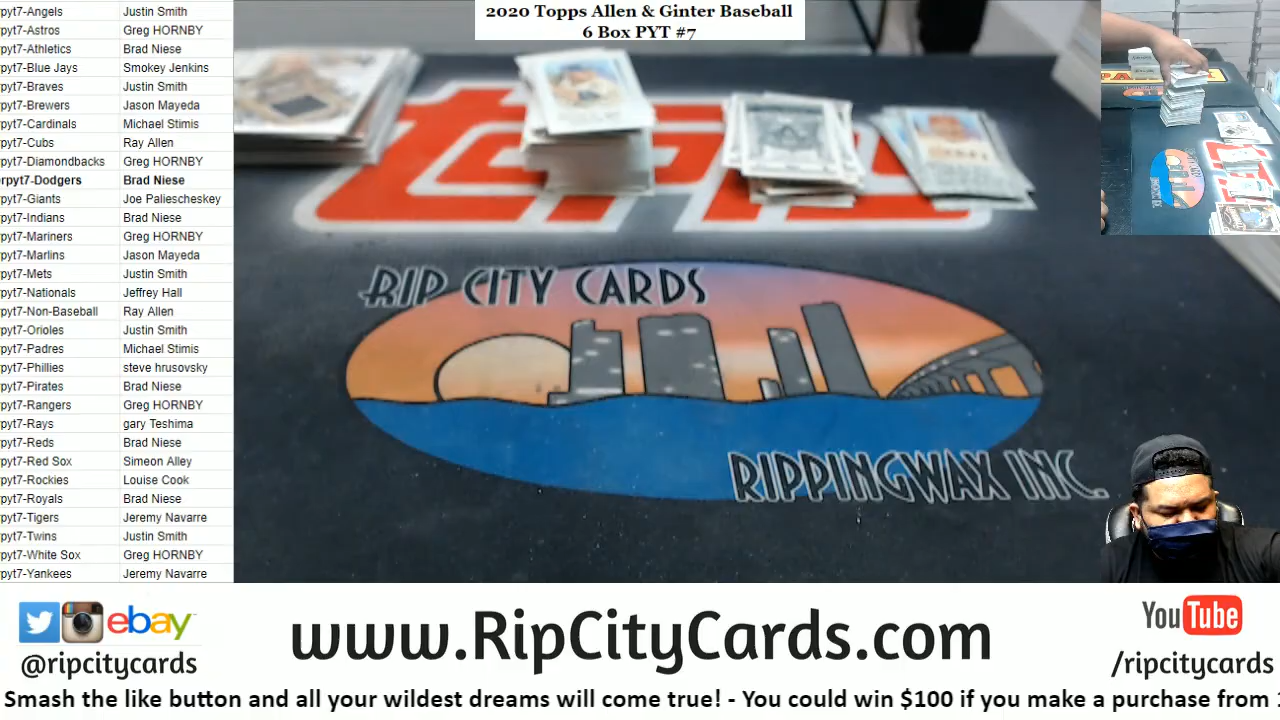 2020 Topps Allen & Ginter Baseball
6 Box PYT #7
pyt7-Angels Justin Smith
pyt7-Astros Greg HORNBY
pyt7-Athletics Brad Niese
pyt7-Blue Jays Smokey Jenkins
pyt7-Braves Justin Smith
pyt7-Brewers Jason Mayeda
pyt7-Cardinals Michael Stimis
pyt7-Cubs Ray Allen
pyt7-Diamondbacks Greg HORNBY
erpyt7-Dodgers Brad Niese
pyt7-Giants Joe Paliescheskey
pyt7-Indians Brad Niese
pyt7-Mariners Greg HORNBY
pyt7-Marlins Jason Mayeda
pyt7-Mets Justin Smith
pyt7-Nationals Jeffrey Hall
pyt7-Non-Baseball Ray Allen
pyt7-Orioles Justin Smith
pyt7-Padres Michael Stimis
pyt7-Phillies steve hrusovsky
pyt7-Pirates Brad Niese
pyt7-Rangers Greg HORNBY
pyt7-Rays gary Teshima
pyt7-Reds Brad Niese
pyt7-Red Sox Simeon Alley
pyt7-Rockies Louise Cook
pyt7-Royals Brad Niese
pyt7-Tigers Jeremy Navarre
pyt7-Twins Justin Smith
pyt7-White Sox Greg HORNBY
pyt7-Yankees Jeremy Navarre
RIP CITY CARDS
RIPPINGWAX INC.
ebay
@ripcitycards
www.RipCityCards.com
YouTube
/ripcitycards
Smash the like button and all your wildest dreams will come true! - You could win $100 if you make a purchase from